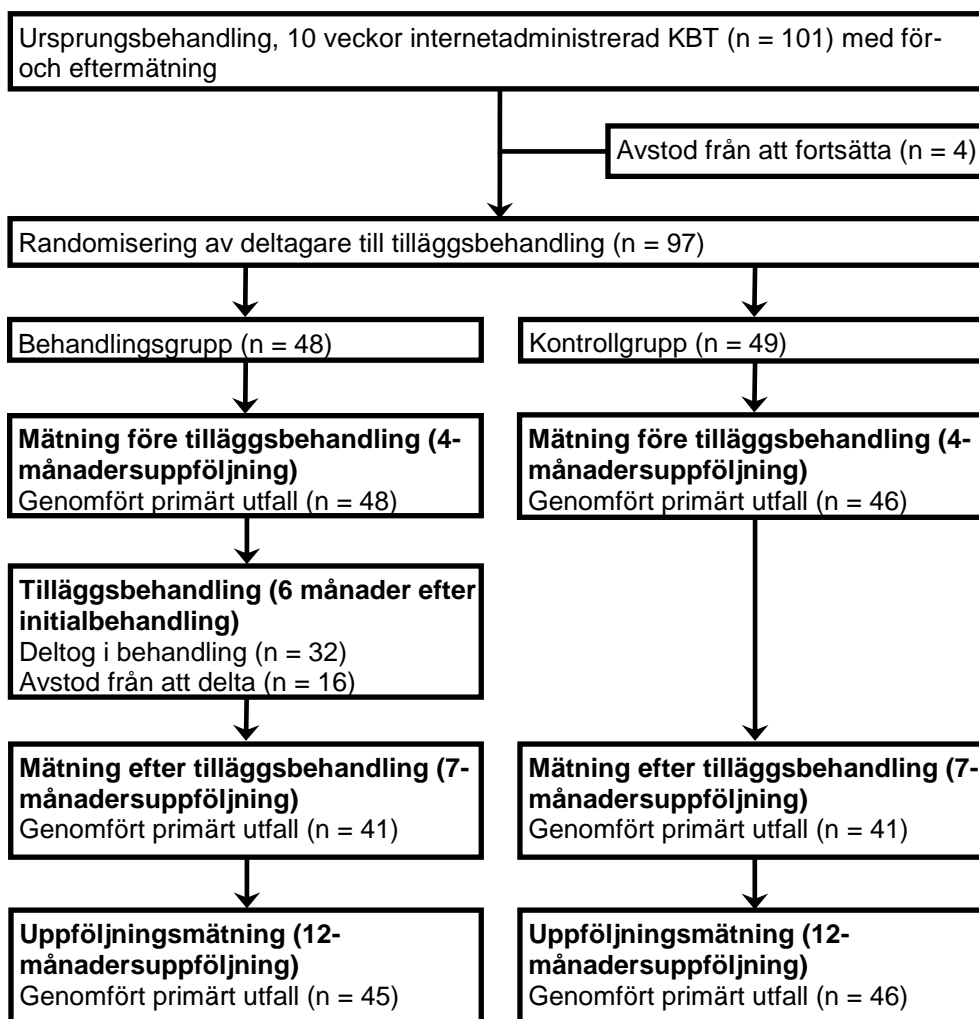 Ursprungsbehandling, 10 veckor internetadministrerad KBT (n = 101) med för-
och eftermätning
Avstod från att fortsätta (n = 4)
Randomisering av deltagare till tilläggsbehandling (n = 97)
Behandlingsgrupp (n = 48)
Kontrollgrupp (n = 49)
Mätning före tilläggsbehandling (4-
månadersuppföljning)
Genomfört primärt utfall (n = 48)
Mätning före tilläggsbehandling (4-
månadersuppföljning)
Genomfört primärt utfall (n = 46)
Tilläggsbehandling (6 månader efter
initialbehandling)
Deltog i behandling (n = 32)
Avstod från att delta (n = 16)
Mätning efter tilläggsbehandling (7-
månadersuppföljning)
Genomfört primärt utfall (n = 41)
Mätning efter tilläggsbehandling (7-
månadersuppföljning)
Genomfört primärt utfall (n = 41)
Uppföljningsmätning (12-
månadersuppföljning)
Genomfört primärt utfall (n = 45)
Uppföljningsmätning (12-
månadersuppföljning)
Genomfört primärt utfall (n = 46)